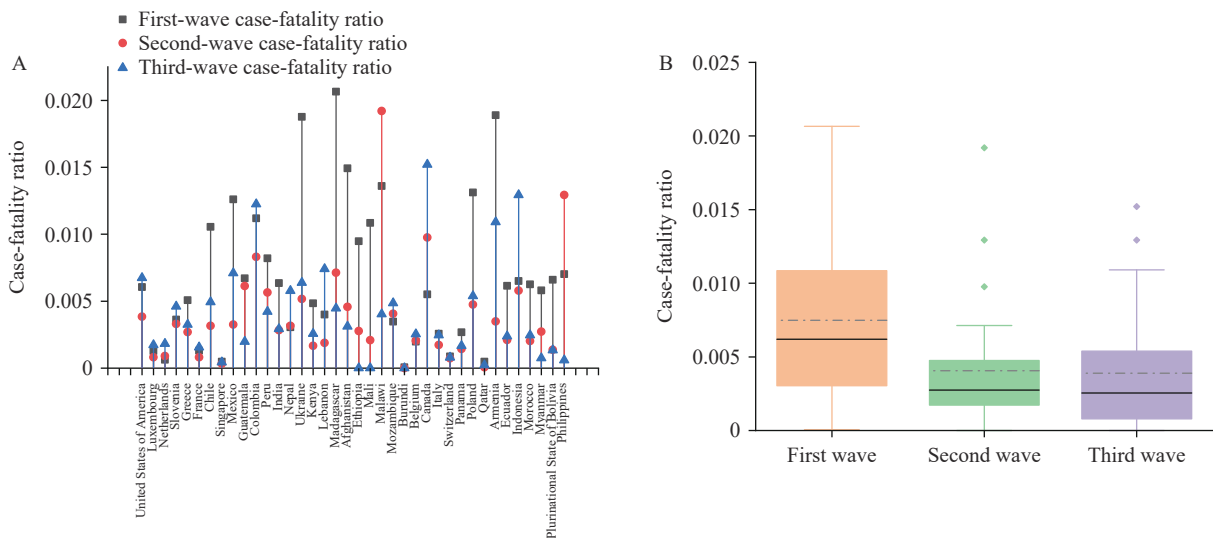 A
First-wave case-fatality ratio
Second-wave case-fatality ratio
Third-wave case-fatality ratio
Case-fatality ratio
0.020
0.015
0.010
0.005
0
United States of America
Luxembourg
Netherlands
Slovenia
Greece
France
Chile
Singapore
Mexico
Guatemala
Colombia
Peru
India
Nepal
Ukraine
Kenya
Lebanon
Madagascar
Afghanistan
Ethiopia
Mali
Malawi
Mozambique
Burundi
Belgium
Canada
Italy
Switzerland
Panama
Poland
Qatar
Armenia
Ecuador
Indonesia
Morocco
Myanmar
Plurinational State of Bolivia
Philippines
B
Case-fatality ratio
0.025
0.020
0.015
0.010
0.005
0
First wave
Second wave
Third wave